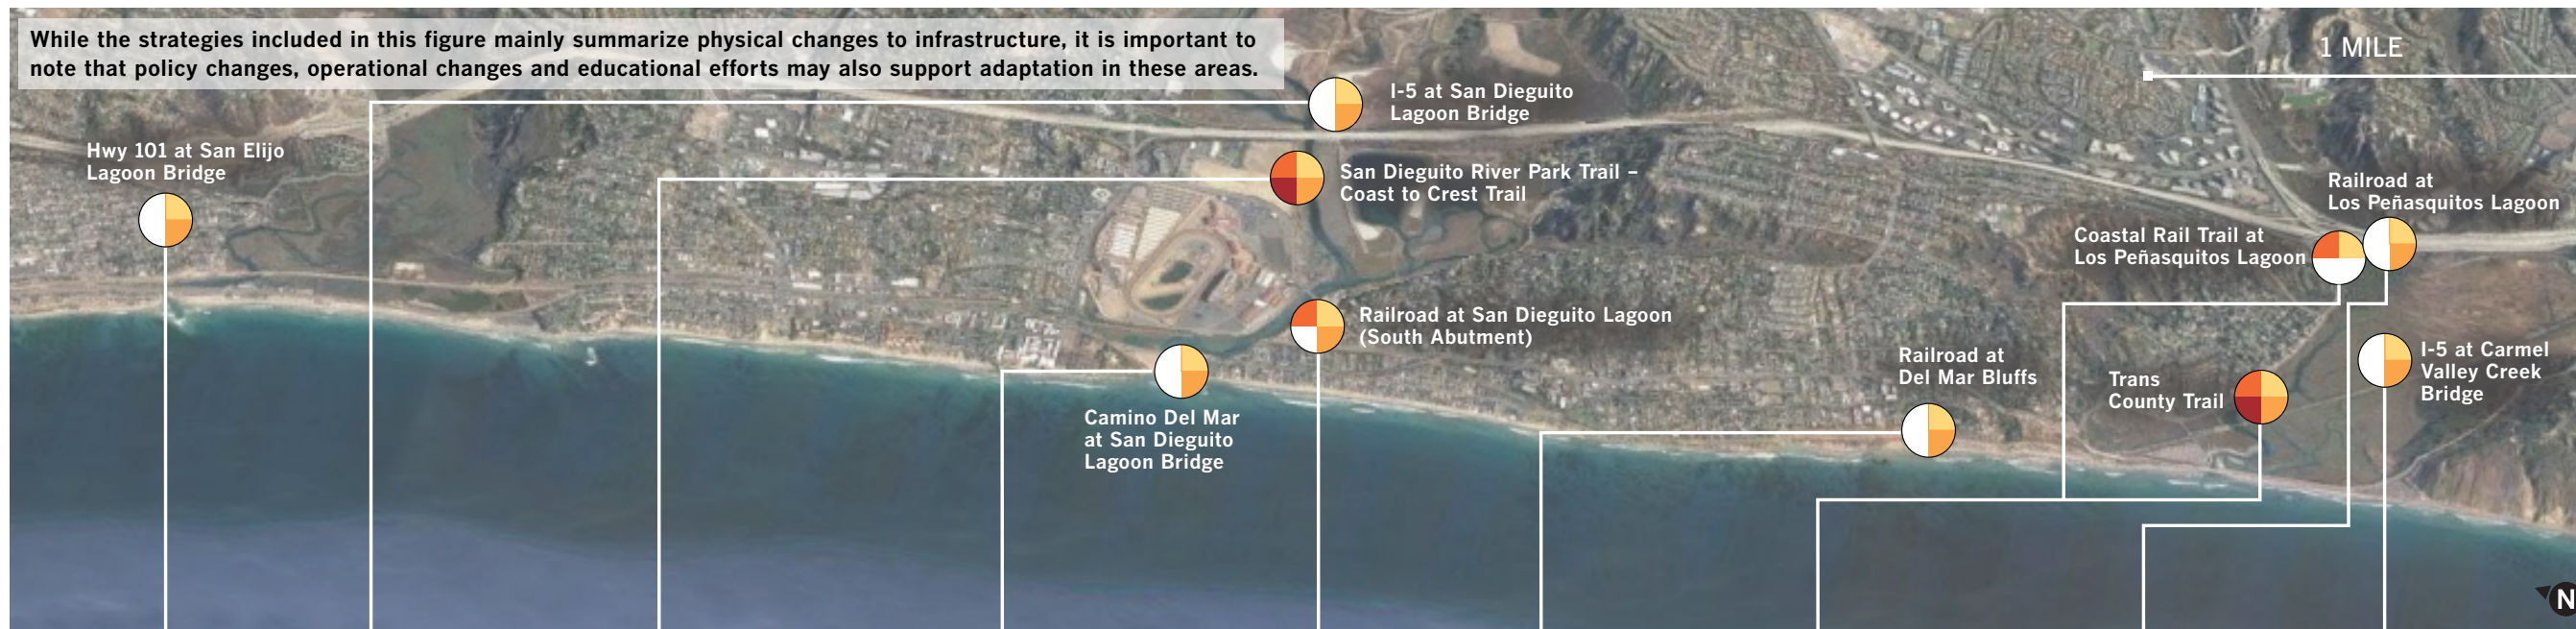 While the strategies included in this figure mainly summarize physical changes to infrastructure, it is important to
note that policy changes, operational changes and educational efforts may also support adaptation in these areas.
1 MILE
I-5 at San Dieguito
Lagoon Bridge
Hwy 101 at San Elijo
Lagoon Bridge
San Dieguito River Park Trail –
Coast to Crest Trail
Railroad at
Los Peñasquitos Lagoon
Coastal Rail Trail at
Los Peñasquitos Lagoon
Railroad at San Dieguito Lagoon
(South Abutment)
Railroad at
Del Mar Bluffs
I-5 at Carmel
Valley Creek
Bridge
Trans
County Trail
Camino Del Mar
at San Dieguito
Lagoon Bridge
N